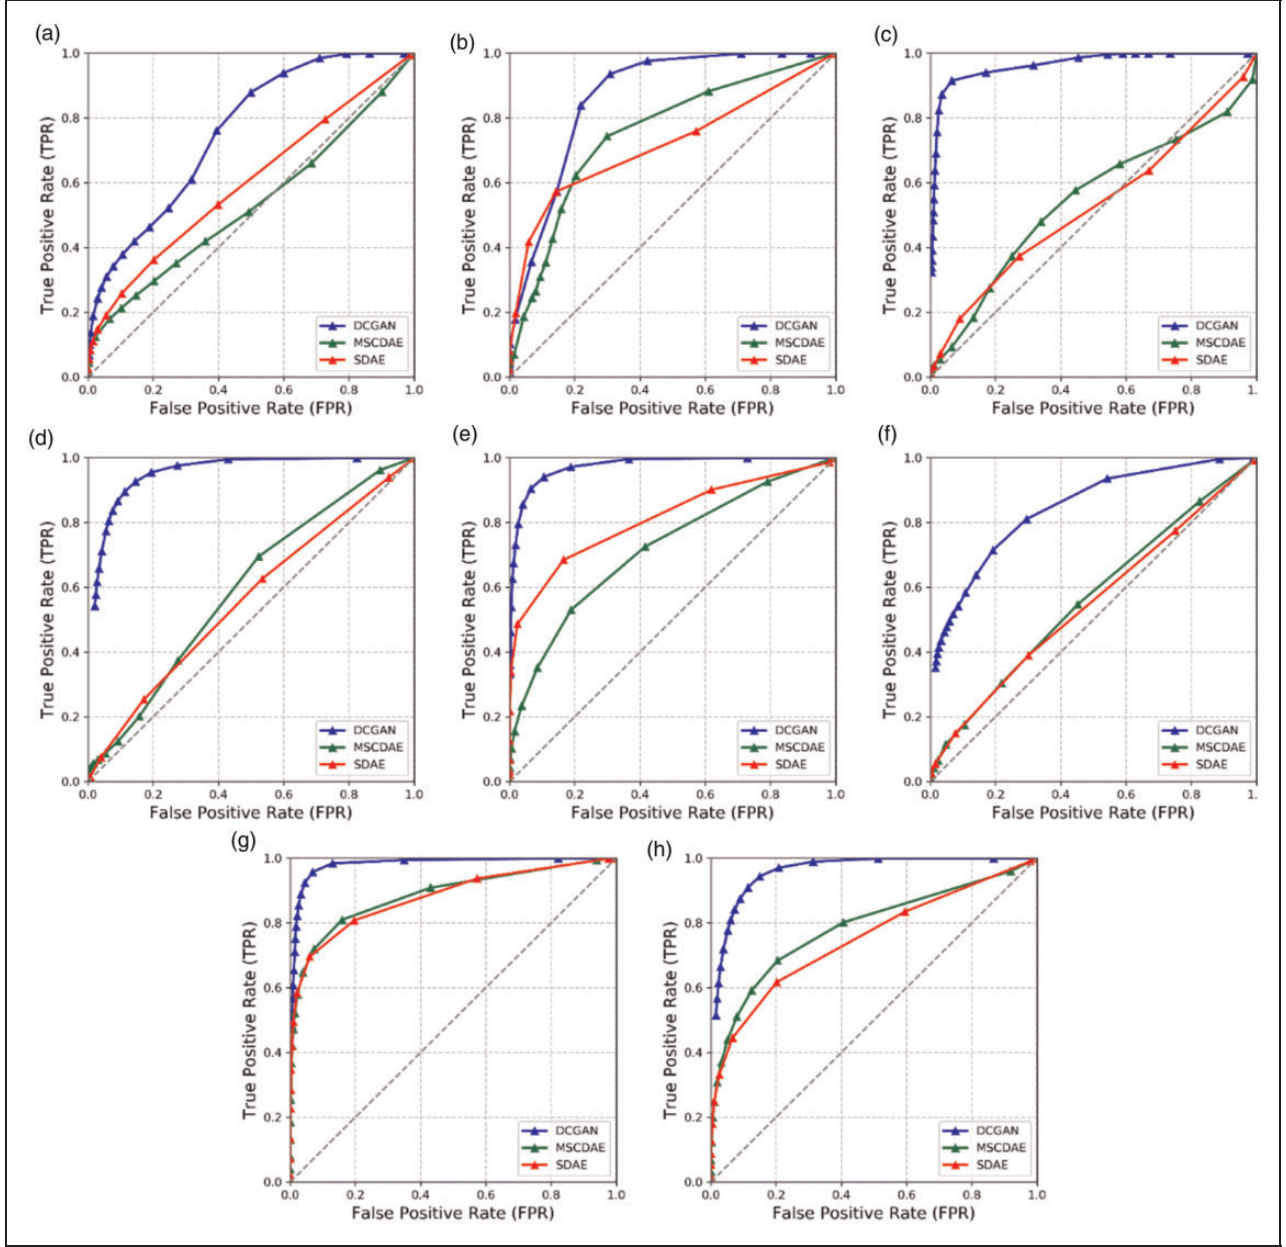 (a)
1.0
0.8
0.6
0.4
0.2
0.0
True Positive Rate (TPR)
DCGAN
MSCDAE
SDAE
0.0 0.2 0.4 0.6 0.8 1.0
False Positive Rate (FPR)
(b)
1.0
0.8
0.6
0.4
0.2
0.0
True Positive Rate (TPR)
DCGAN
MSCDAE
SDAE
0.0 0.2 0.4 0.6 0.8 1.0
False Positive Rate (FPR)
(c)
1.0
0.8
0.6
0.4
0.2
0.0
True Positive Rate (TPR)
DCGAN
MSCDAE
SDAE
0.0 0.2 0.4 0.6 0.8 1.
False Positive Rate (FPR)
(d)
1.0
0.8
0.6
0.4
0.2
0.0
True Positive Rate (TPR)
DCGAN
MSCDAE
SDAE
0.0 0.2 0.4 0.6 0.8 1.0
False Positive Rate (FPR)
(e)
1.0
0.8
0.6
0.4
0.2
0.0
True Positive Rate (TPR)
DCGAN
MSCDAE
SDAE
0.0 0.2 0.4 0.6 0.8 1.0
False Positive Rate (FPR)
(f)
1.0
0.8
0.6
0.4
0.2
0.0
True Positive Rate (TPR)
DCGAN
MSCDAE
SDAE
0.0 0.2 0.4 0.6 0.8 1.
False Positive Rate (FPR)
(g)
1.0
0.8
0.6
0.4
0.2
0.0
True Positive Rate (TPR)
DCGAN
MSCDAE
SDAE
0.0 0.2 0.4 0.6 0.8 1.0
False Positive Rate (FPR)
(h)
1.0
0.8
0.6
0.4
0.2
0.0
True Positive Rate (TPR)
DCGAN
MSCDAE
SDAE
0.0 0.2 0.4 0.6 0.8 1.0
False Positive Rate (FPR)